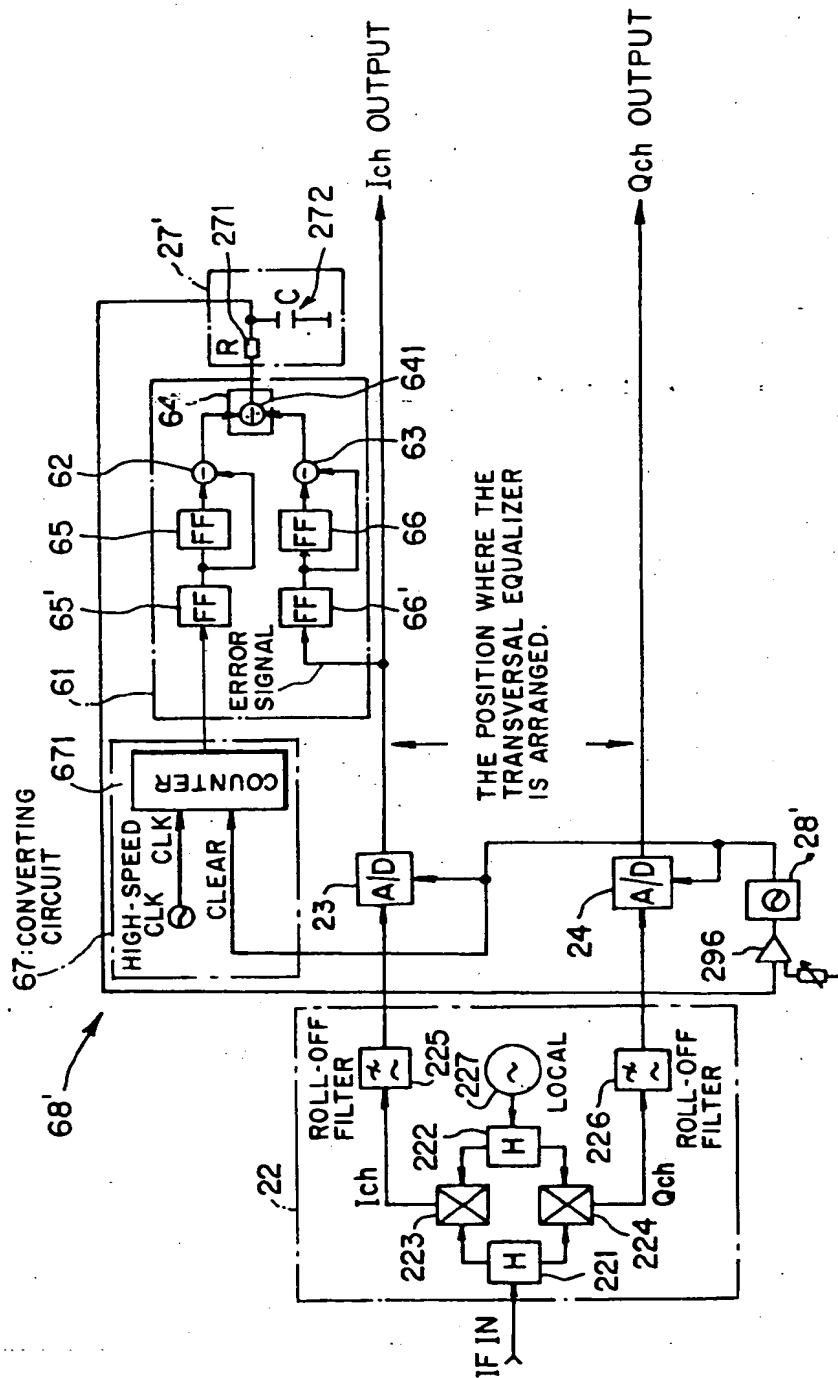 68'
67:CONVERTING
CIRCUIT
671
HIGH-SPEED
CLK
CLK
CLEAR
COUNTER
61
65'
65
62
FF
FF
64
641
ERROR
SIGNAL
FF
FF
66'
66
63
27'
R
271
C
272
Ich OUTPUT
22
ROLL-OFF
FILTER
225
Ich
222
227
LOCAL
H
223
IF IN
H
221
224
Qch
226
ROLL-OFF
FILTER
23
A/D
THE POSITION WHERE THE
TRANSVERSAL EQUALIZER
IS ARRANGED.
24
A/D
Qch OUTPUT
296
28'